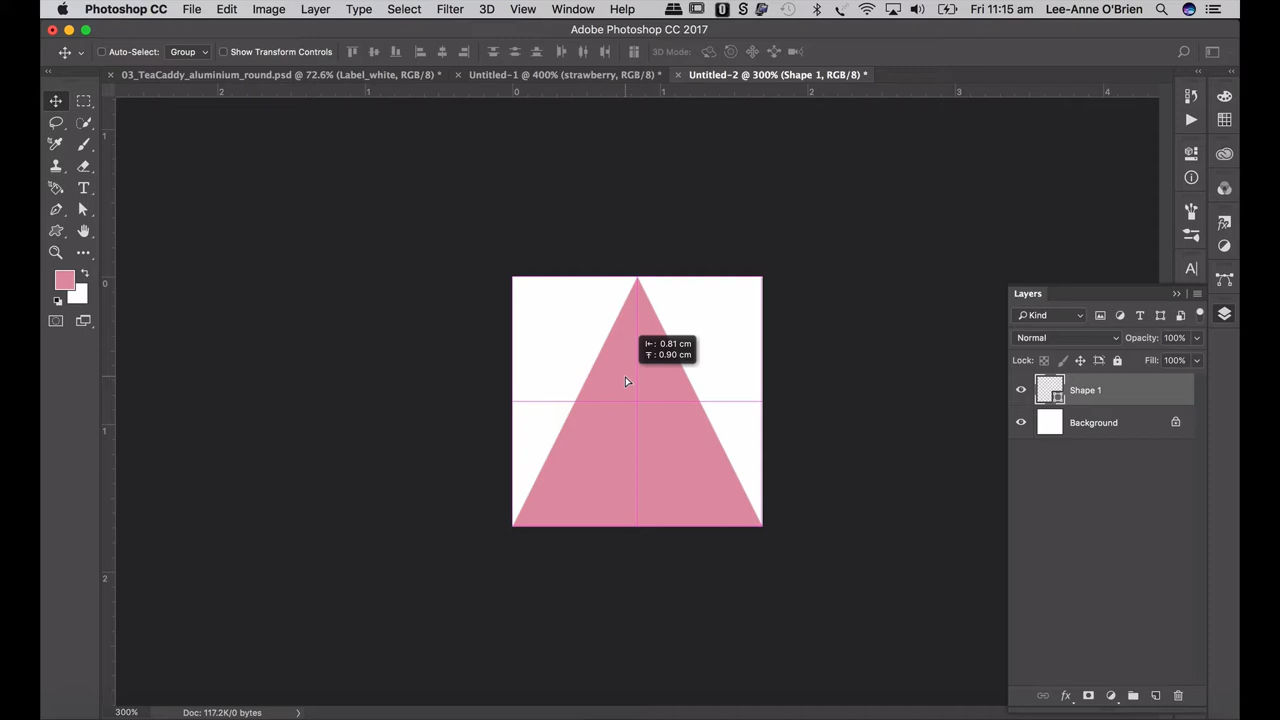 Photoshop CC File Edit Image Layer Type Select Filter 3D View Window Help Fri 11:15 am Lee-Anne O'Brien
Adobe Photoshop CC 2017
Auto-Select: Group Show Transform Controls 3D Mode:
03_TeaCaddy_aluminium_round.psd @ 72.6% (Label_white, RGB/8) * Untitled-1 @ 400% (strawberry, RGB/8) * Untitled-2 @ 300% (Shape 1, RGB/8) *
2 1 0 1 2 3 4
1
0
1
2
0.81 cm
0.90 cm
Layers
Kind
Normal Opacity: 100%
Lock: Fill: 100%
Shape 1
Background
fx
300% Doc: 117.2K/0 bytes